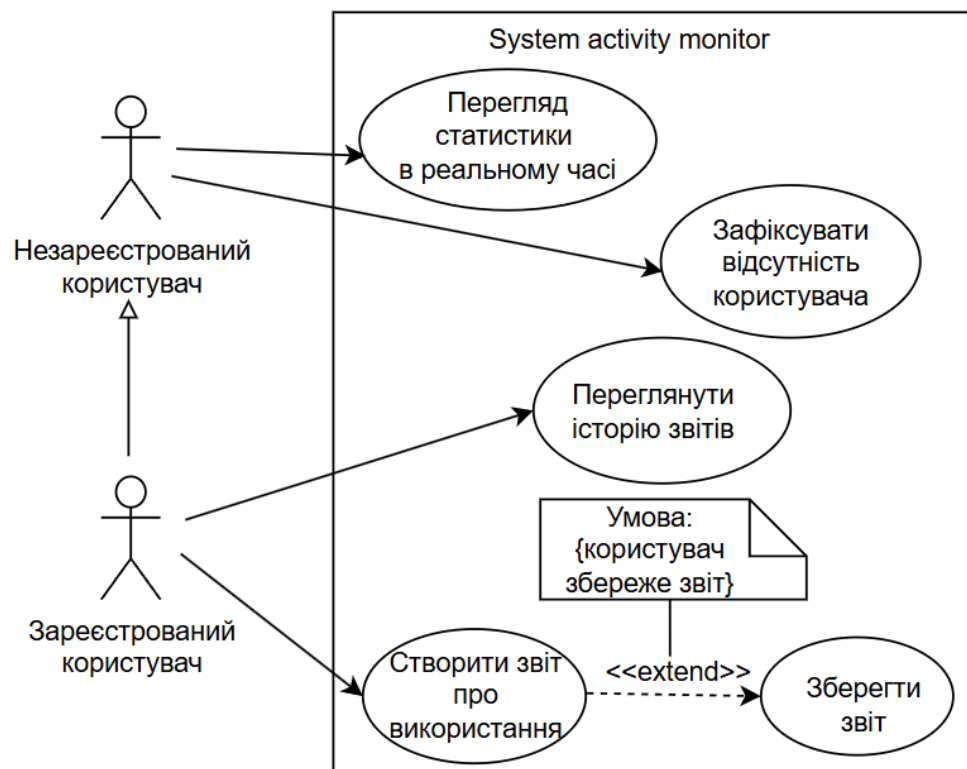 System activity monitor
Перегляд
статистики
в реальному часі
Незареєстрований
користувач
Зафіксувати
відсутність
користувача
Переглянути
історію звітів
Умова:
{користувач
збереже звіт}
Зареєстрований
користувач
Створити звіт
про
використання
<<extend>>
Зберегти
звіт